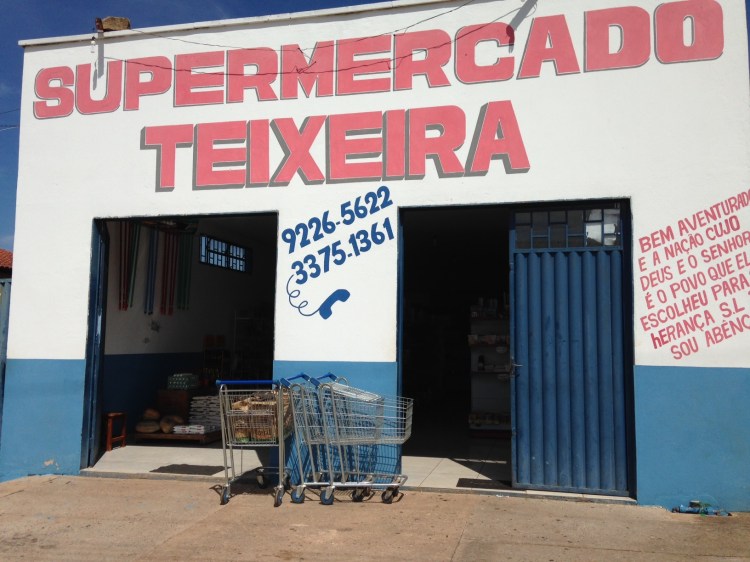 SUPERMERCADO
TEIXEIRA
9226-5622
3375.1361
BEM AVENTURADA
E A NAÇÃO CUJO
DEUS E O SENHOR
É O POVO QUE EL
ESCOLHEU PARA
hERANÇA S.L
SOU ABENÇ